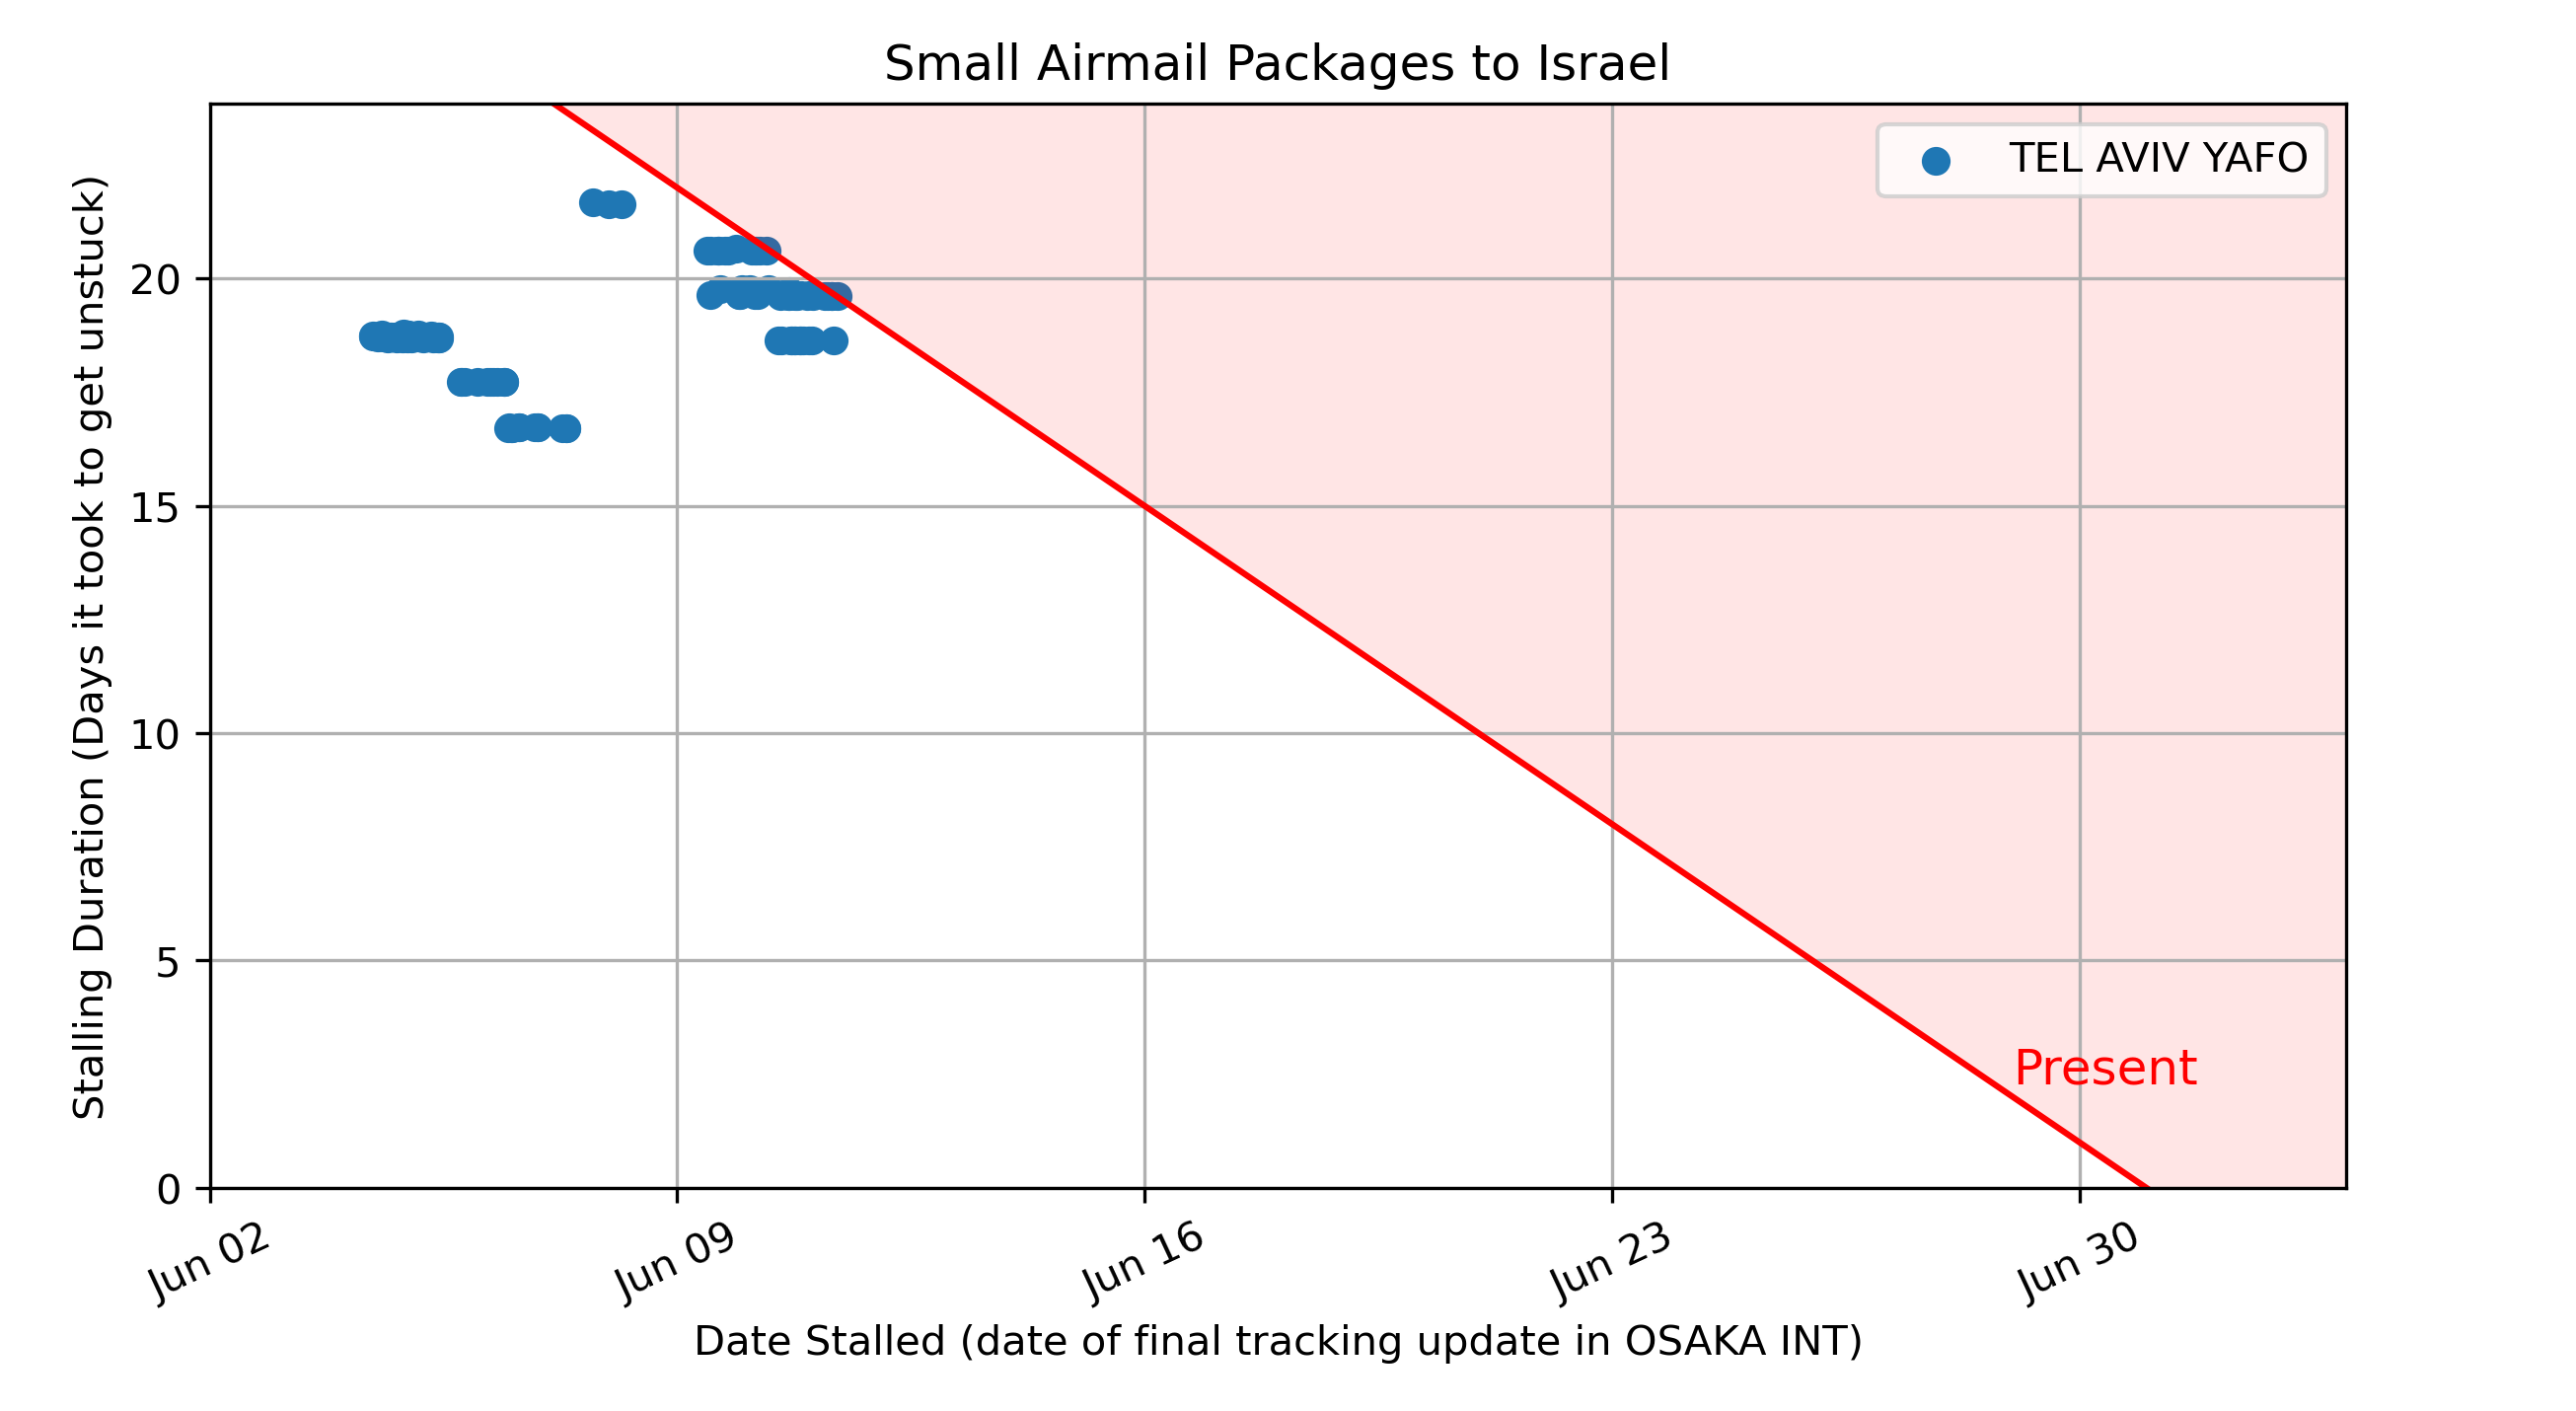 Small Airmail Packages to Israel
TEL AVIV YAFO
Stalling Duration (Days it took to get unstuck)
20
15
10
5
0
Present
Jun 02
Jun 09
Jun 16
Jun 23
Jun 30
Date Stalled (date of final tracking update in OSAKA INT)